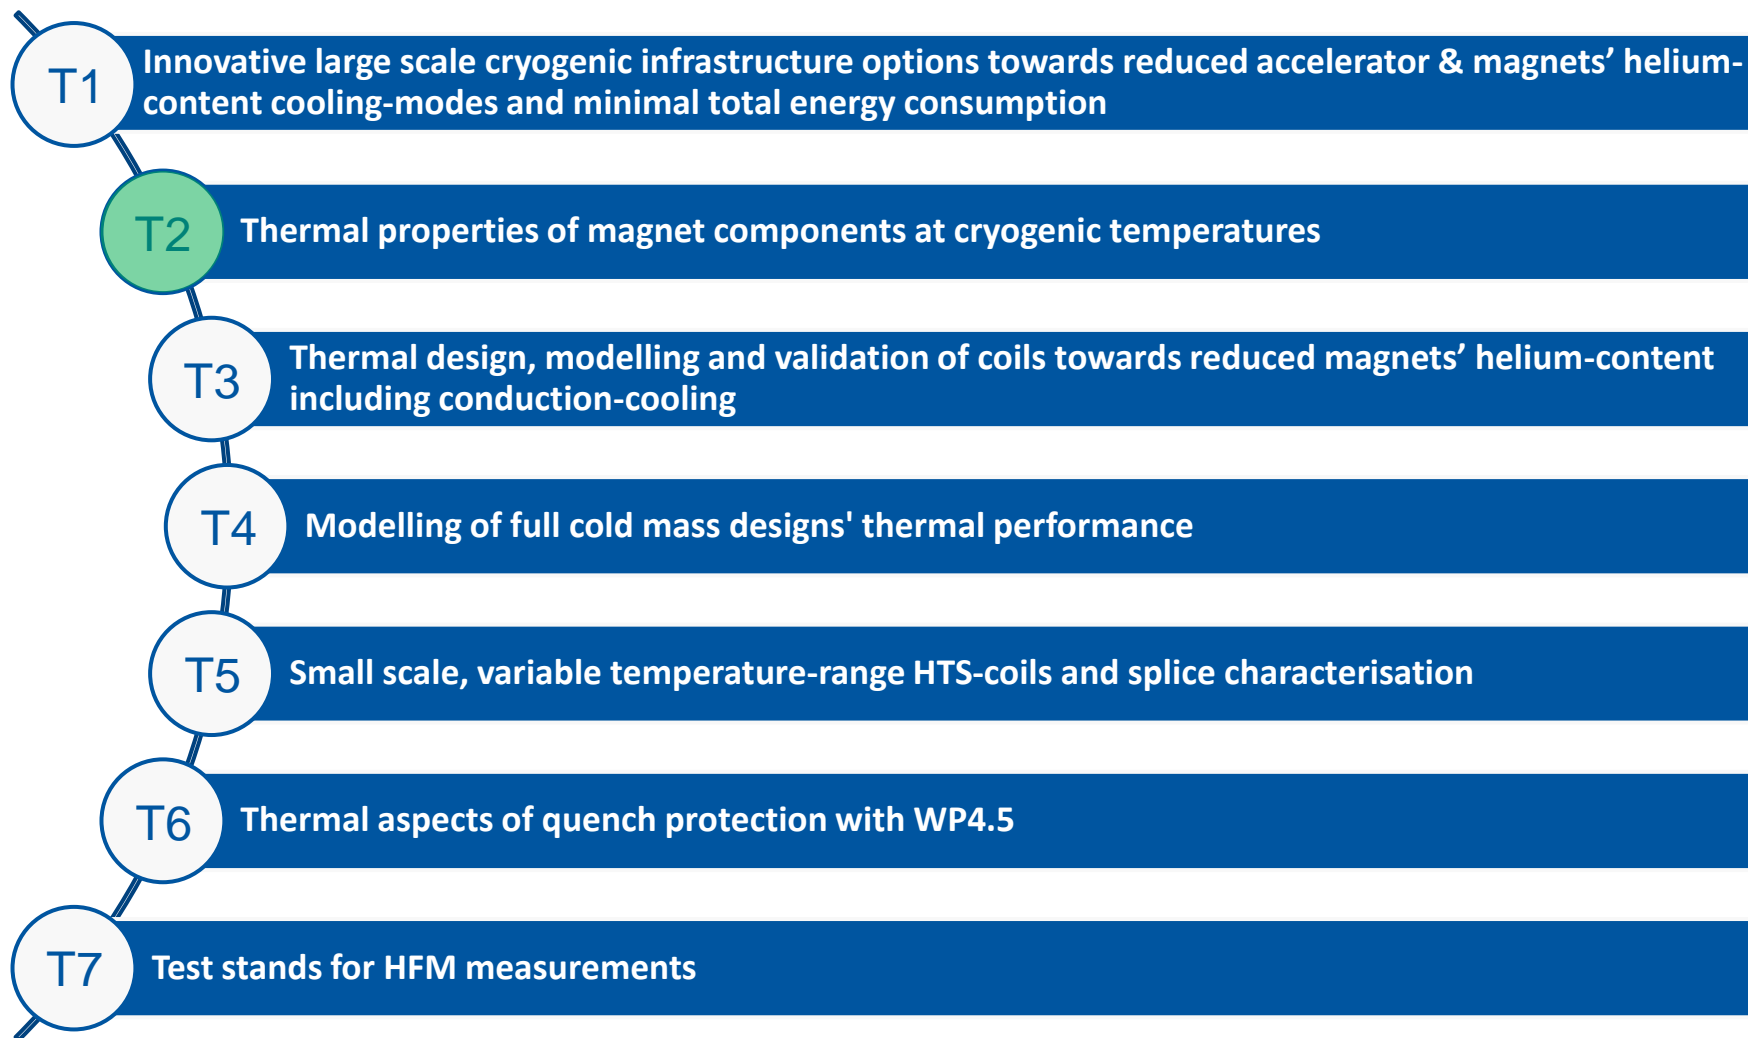 T1
Innovative large scale cryogenic infrastructure options towards reduced accelerator & magnets’ helium-
content cooling-modes and minimal total energy consumption
T2
Thermal properties of magnet components at cryogenic temperatures
T3
Thermal design, modelling and validation of coils towards reduced magnets’ helium-content
including conduction-cooling
T4
Modelling of full cold mass designs' thermal performance
T5
Small scale, variable temperature-range HTS-coils and splice characterisation
T6
Thermal aspects of quench protection with WP4.5
T7
Test stands for HFM measurements